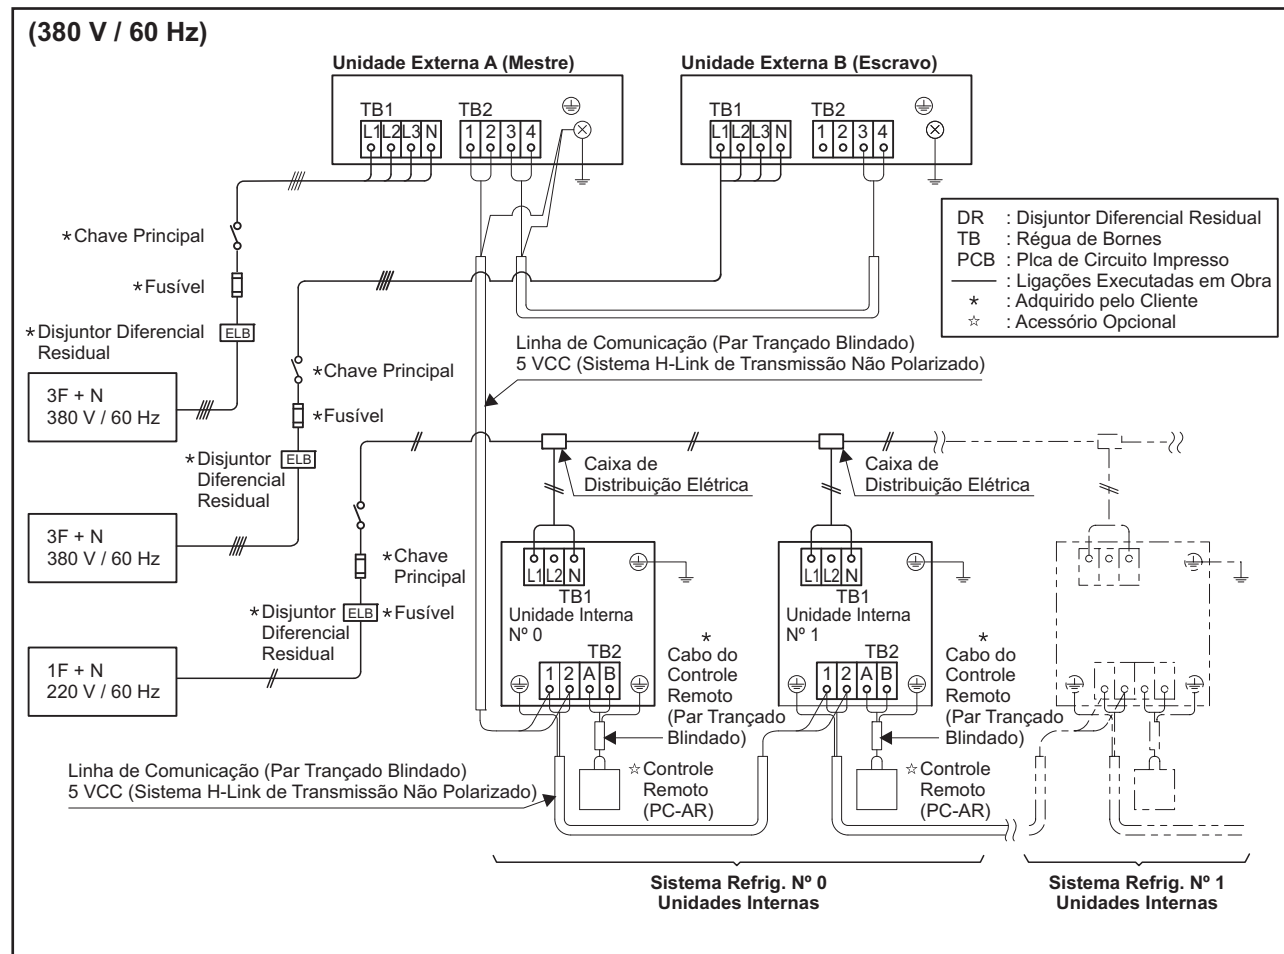 (380 V / 60 Hz)
Unidade Externa A (Mestre)
TB1
TB2
L1 L2 L3 N
1 2 3 4
Unidade Externa B (Escravo)
TB1
TB2
L1 L2 L3 N
1 2 3 4
DR : Disjuntor Diferencial Residual
TB : Régua de Bornes
PCB : Plca de Circuito Impresso
: Ligações Executadas em Obra
* : Adquirido pelo Cliente
☆ : Acessório Opcional
*Chave Principal
*Fusível
*Disjuntor Diferencial
Residual
ELB
3F + N
380 V / 60 Hz
*Chave Principal
*Fusível
*Disjuntor
Diferencial
Residual
ELB
3F + N
380 V / 60 Hz
*Chave
Principal
*Disjuntor
Diferencial
Residual
ELB
*Fusível
1F + N
220 V / 60 Hz
Linha de Comunicação (Par Trançado Blindado)
5 VCC (Sistema H-Link de Transmissão Não Polarizado)
Caixa de
Distribuição Elétrica
Caixa de
Distribuição Elétrica
L1 L2 N
TB1
Unidade Interna
Nº 0
TB2
1 2 A B
*
Cabo do
Controle
Remoto
(Par Trançado
Blindado)
☆Controle
Remoto
(PC-AR)
L1 L2 N
TB1
Unidade Interna
Nº 1
TB2
1 2 A B
*
Cabo do
Controle
Remoto
(Par Trançado
Blindado)
☆Controle
Remoto
(PC-AR)
Linha de Comunicação (Par Trançado Blindado)
5 VCC (Sistema H-Link de Transmissão Não Polarizado)
Sistema Refrig. Nº 0
Unidades Internas
Sistema Refrig. Nº 1
Unidades Internas